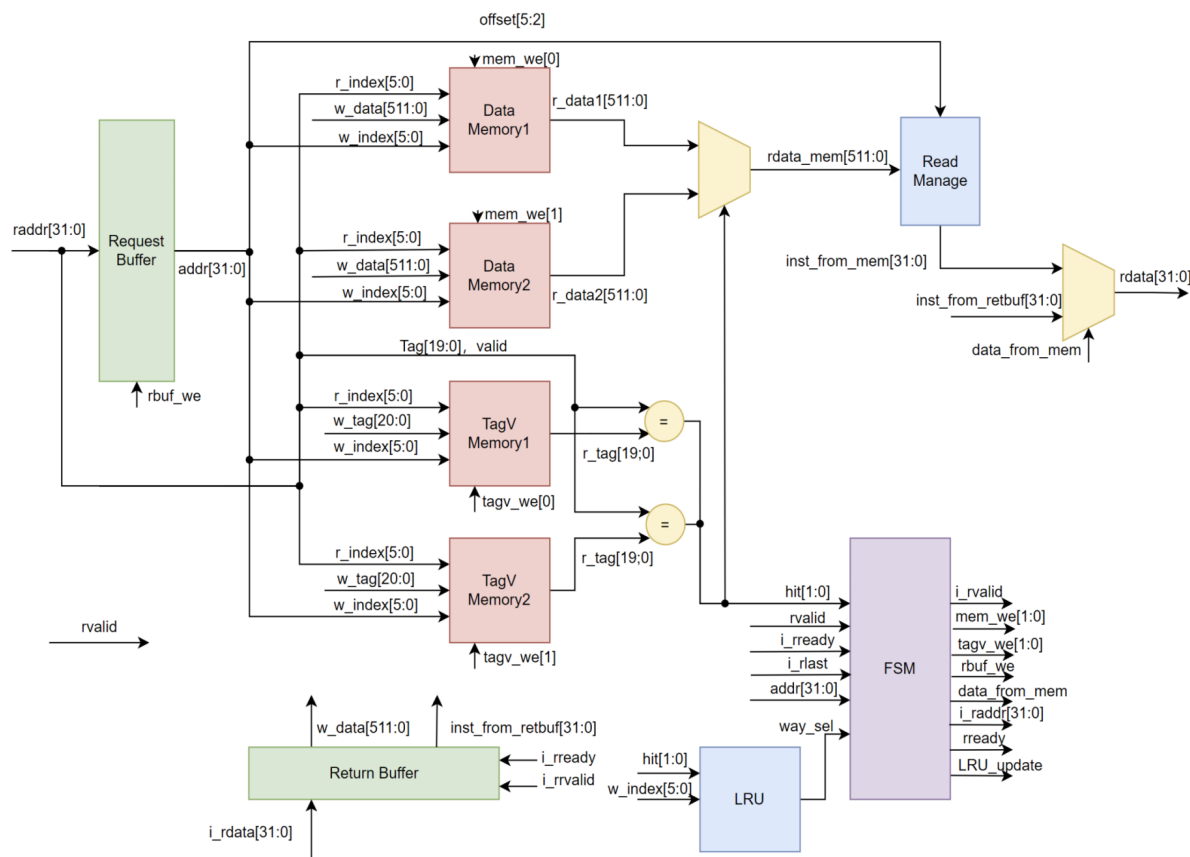 offset[5:2]
mem_we[0]
r_index[5:0]
w_data[511:0]
w_index[5:0]
Data
Memory1
r_data1[511:0]
rdata_mem[511:0]
Read
Manage
raddr[31:0]
Request
Buffer
addr[31:0]
rbuf_we
mem_we[1]
r_index[5:0]
w_data[511:0]
w_index[5:0]
Data
Memory2
r_data2[511:0]
inst_from_mem[31:0]
inst_from_retbuf[31:0]
rdata[31:0]
data_from_mem
Tag[19:0], valid
r_index[5:0]
w_tag[20:0]
w_index[5:0]
TagV
Memory1
=
r_tag[19;0]
tagv_we[0]
=
r_tag[19;0]
r_index[5:0]
w_tag[20:0]
w_index[5:0]
TagV
Memory2
tagv_we[1]
rvalid
hit[1:0]
rvalid
i_rready
i_rlast
addr[31:0]
way_sel
FSM
i_rvalid
mem_we[1:0]
tagv_we[1:0]
rbuf_we
data_from_mem
i_raddr[31:0]
rready
LRU_update
w_data[511:0]
inst_from_retbuf[31:0]
Return Buffer
i_rready
i_rrvalid
i_rdata[31:0]
hit[1:0]
w_index[5:0]
LRU